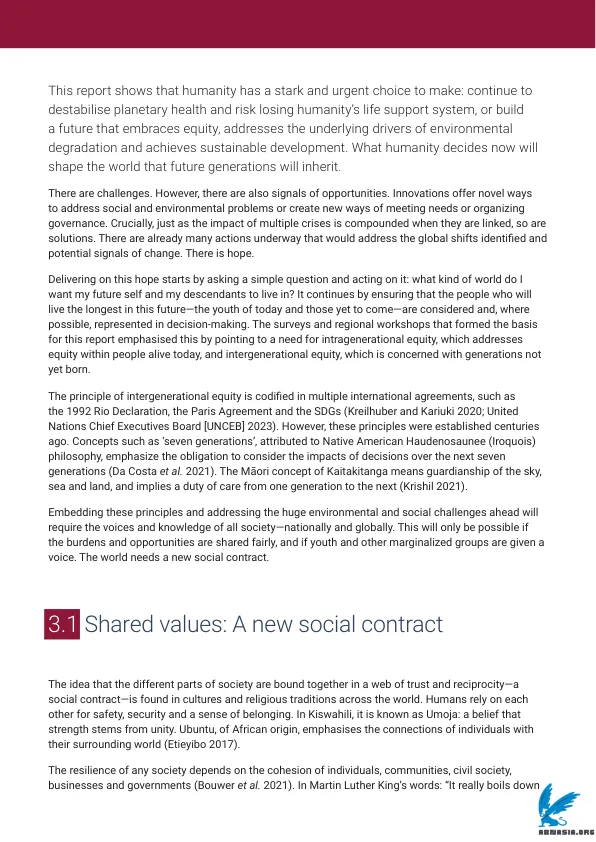 This report shows that humanity has a stark and urgent choice to make: continue to
destabilise planetary health and risk losing humanity's life support system, or build
a future that embraces equity, addresses the underlying drivers of environmental
degradation and achieves sustainable development. What humanity decides now will
shape the world that future generations will inherit.
There are challenges. However, there are also signals of opportunities. Innovations offer novel ways
to address social and environmental problems or create new ways of meeting needs or organizing
governance. Crucially, just as the impact of multiple crises is compounded when they are linked, so are
solutions. There are already many actions underway that would address the global shifts identified and
potential signals of change. There is hope.
Delivering on this hope starts by asking a simple question and acting on it: what kind of world do I
want my future self and my descendants to live in? It continues by ensuring that the people who will
live the longest in this future—the youth of today and those yet to come—are considered and, where
possible, represented in decision-making. The surveys and regional workshops that formed the basis
for this report emphasised this by pointing to a need for intragenerational equity, which addresses
equity within people alive today, and intergenerational equity, which is concerned with generations not
yet born.
The principle of intergenerational equity is codified in multiple international agreements, such as
the 1992 Rio Declaration, the Paris Agreement and the SDGs (Kreilhuber and Kariuki 2020; United
Nations Chief Executives Board [UNCEB] 2023). However, these principles were established centuries
ago. Concepts such as 'seven generations', attributed to Native American Haudenosaunee (Iroquois)
philosophy, emphasize the obligation to consider the impacts of decisions over the next seven
generations (Da Costa et al. 2021). The Māori concept of Kaitakitanga means guardianship of the sky,
sea and land, and implies a duty of care from one generation to the next (Krishil 2021).
Embedding these principles and addressing the huge environmental and social challenges ahead will
require the voices and knowledge of all society—nationally and globally. This will only be possible if
the burdens and opportunities are shared fairly, and if youth and other marginalized groups are given a
voice. The world needs a new social contract.
3.1 Shared values: A new social contract
The idea that the different parts of society are bound together in a web of trust and reciprocity—a
social contract—is found in cultures and religious traditions across the world. Humans rely on each
other for safety, security and a sense of belonging. In Kiswahili, it is known as Umoja: a belief that
strength stems from unity. Ubuntu, of African origin, emphasises the connections of individuals with
their surrounding world (Etieyibo 2017).
The resilience of any society depends on the cohesion of individuals, communities, civil society,
businesses and governments (Bouwer et al. 2021). In Martin Luther King's words: "It really boils down
ABNASIA.ORG